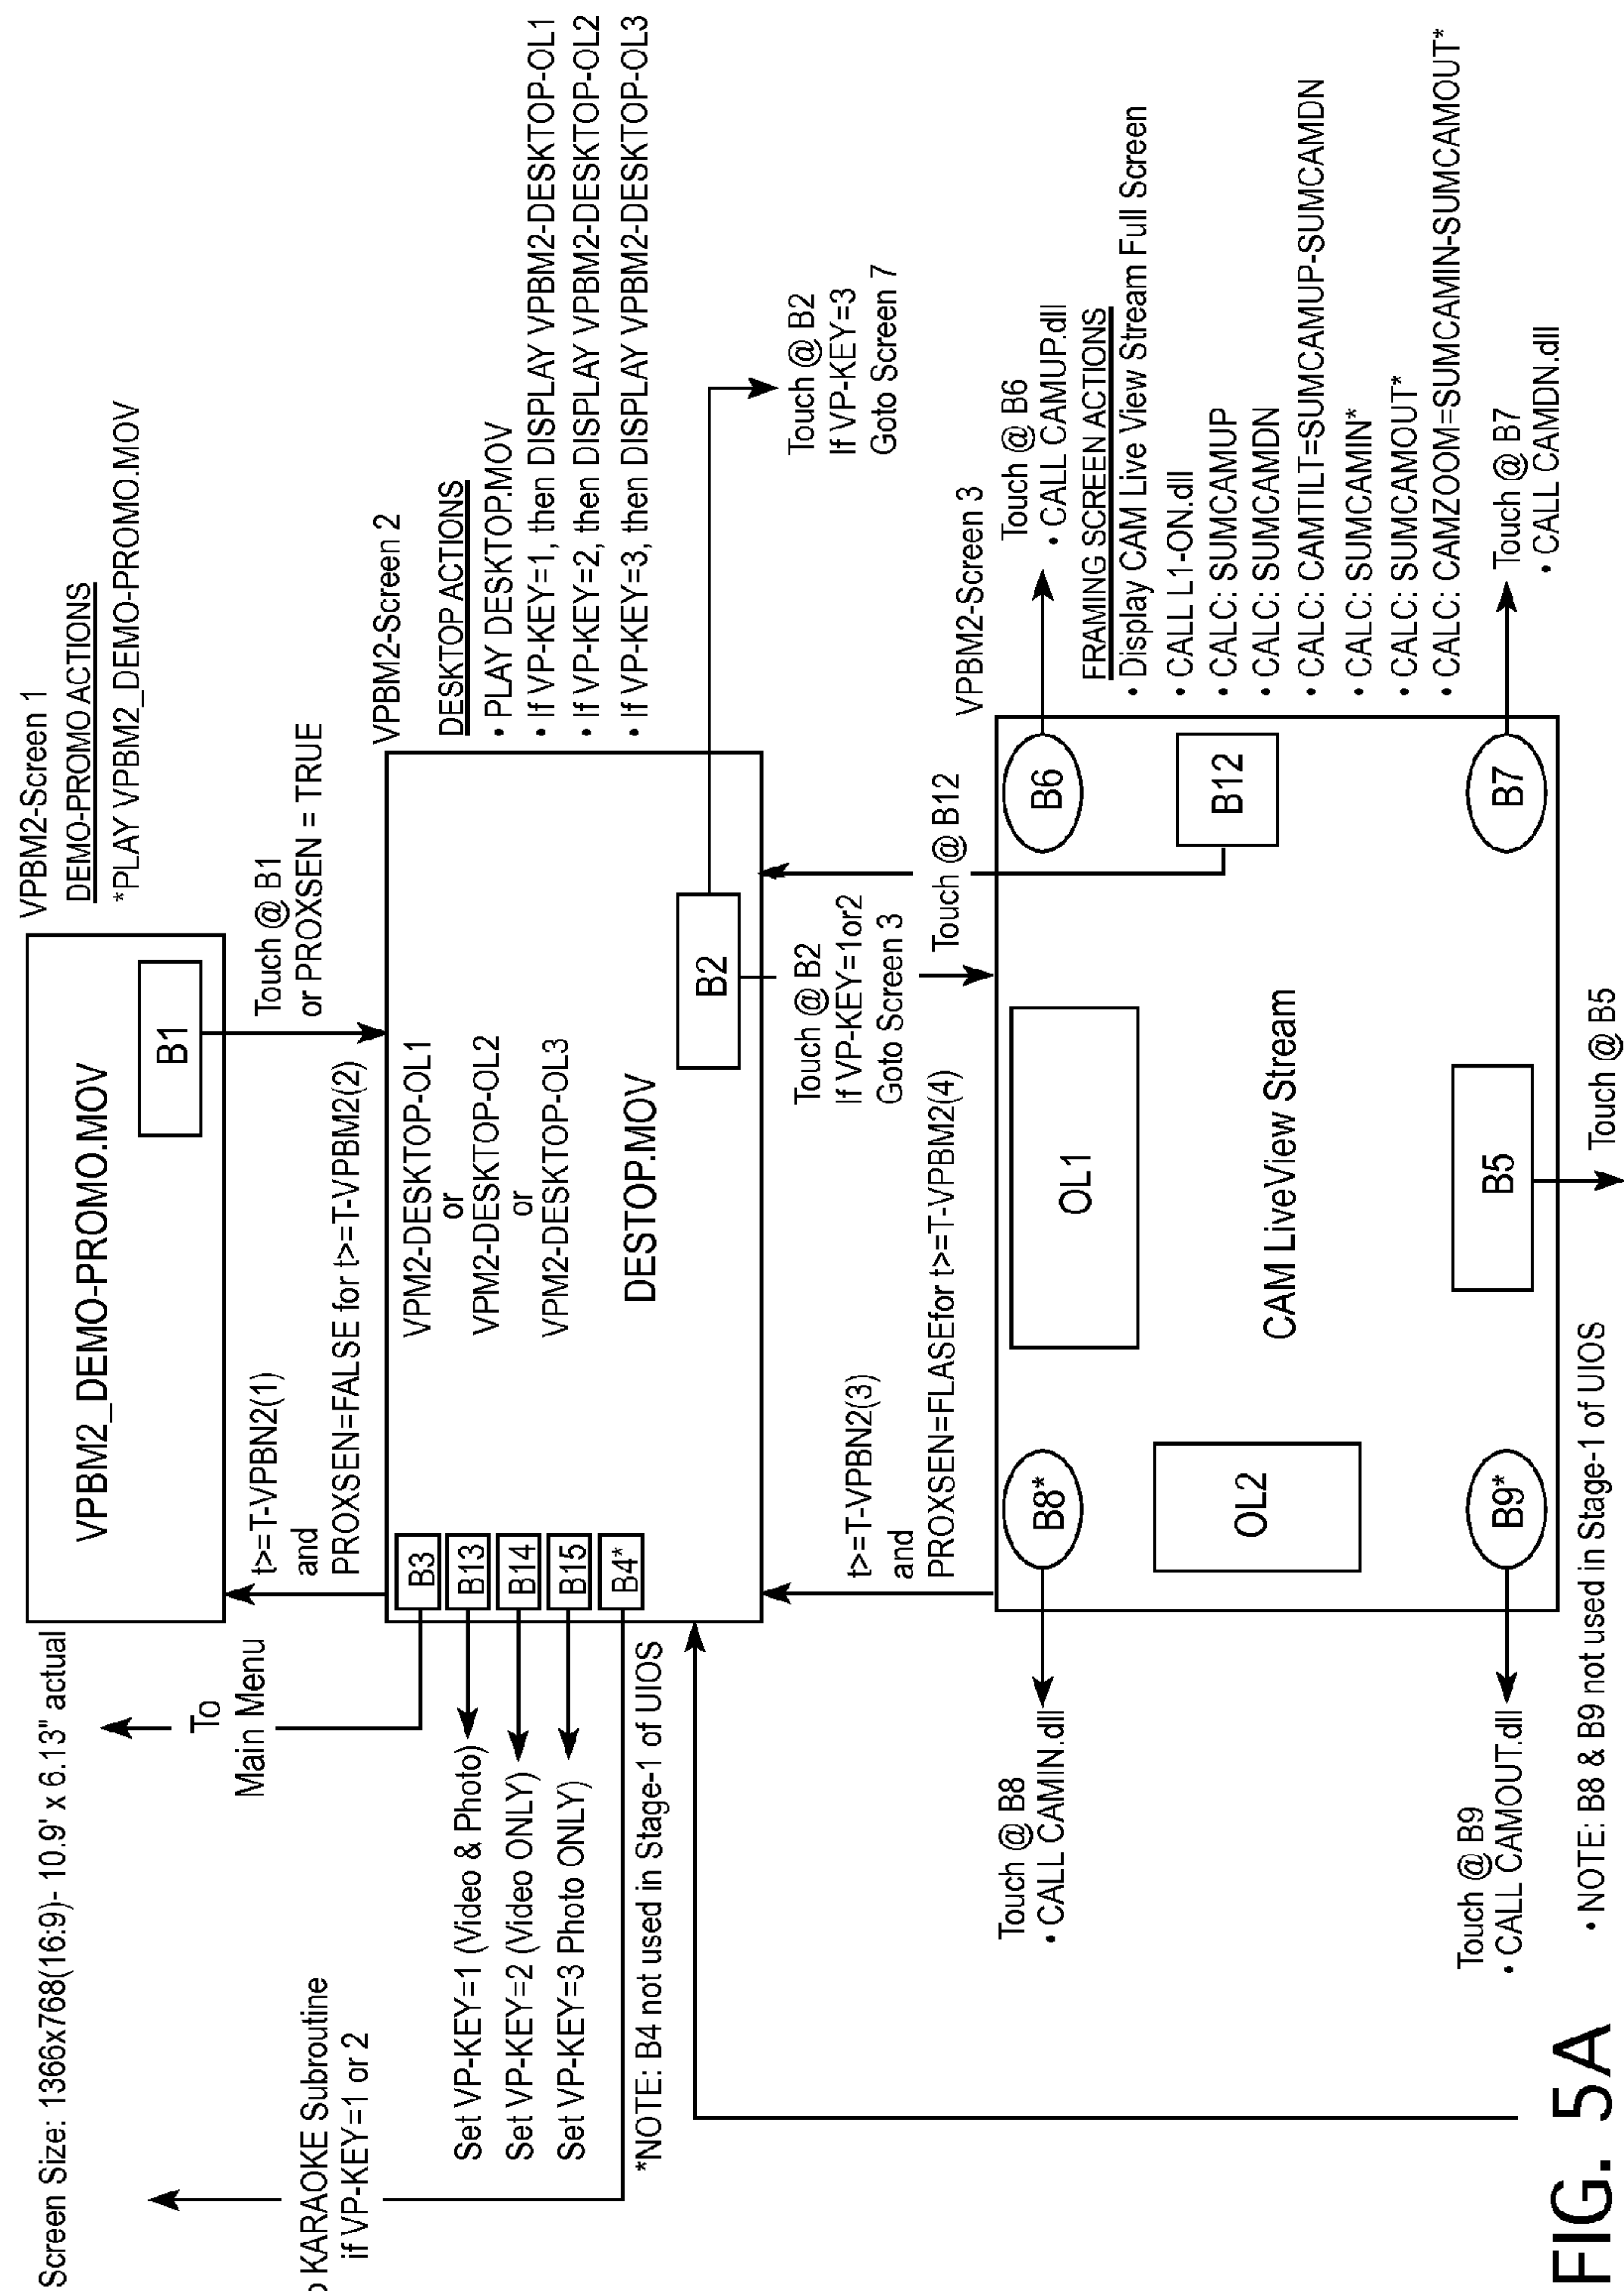 Screen Size: 1366x768(16:9)- 10.9' x 6.13" actual
VPBM2-Screen 1
DEMO-PROMO ACTIONS
*PLAY VPBM2_DEMO-PROMO.MOV
VPBM2_DEMO-PROMO.MOV
B1
To
Main Menu
t>=T-VPBN2(1)
and
PROXSEN=FALSE for t>=T-VPBM2(2)
Touch @ B1
or PROXSEN = TRUE
KARAOKE Subroutine
if VP-KEY=1 or 2
VPBM2-Screen 2
DESKTOP ACTIONS
• PLAY DESKTOP.MOV
• If VP-KEY=1, then DISPLAY VPBM2-DESKTOP-OL1
• If VP-KEY=2, then DISPLAY VPBM2-DESKTOP-OL2
• If VP-KEY=3, then DISPLAY VPBM2-DESKTOP-OL3
B3
B13
B14
B15
B4*
VPM2-DESKTOP-OL1
or
VPM2-DESKTOP-OL2
or
VPM2-DESKTOP-OL3
DESTOP.MOV
B2
Set VP-KEY=1 (Video & Photo)
Set VP-KEY=2 (Video ONLY)
Set VP-KEY=3 Photo ONLY)
*NOTE: B4 not used in Stage-1 of UIOS
Touch @ B2
If VP-KEY=3
Goto Screen 7
t>=T-VPBN2(3)
and
PROXSEN=FLASEfor t>=T-VPBM2(4)
Touch @ B2
If VP-KEY=1or2
Goto Screen 3
Touch @ B12
VPBM2-Screen 3
Touch @ B6
• CALL CAMUP.dll
FRAMING SCREEN ACTIONS
• Display CAM Live View Stream Full Screen
• CALL L1-ON.dll
• CALC: SUMCAMUP
• CALC: SUMCAMDN
• CALC: CAMTILT=SUMCAMUP-SUMCAMDN
• CALC: SUMCAMIN*
• CALC: SUMCAMOUT*
• CALC: CAMZOOM=SUMCAMIN-SUMCAMOUT*
Touch @ B7
• CALL CAMDN.dll
B8*
OL1
B6
OL2
B12
CAM LiveView Stream
B9*
B5
B7
Touch @ B8
• CALL CAMIN.dll
Touch @ B9
• CALL CAMOUT.dll
• NOTE: B8 & B9 not used in Stage-1 of UIOS
Touch @ B5
FIG. 5A